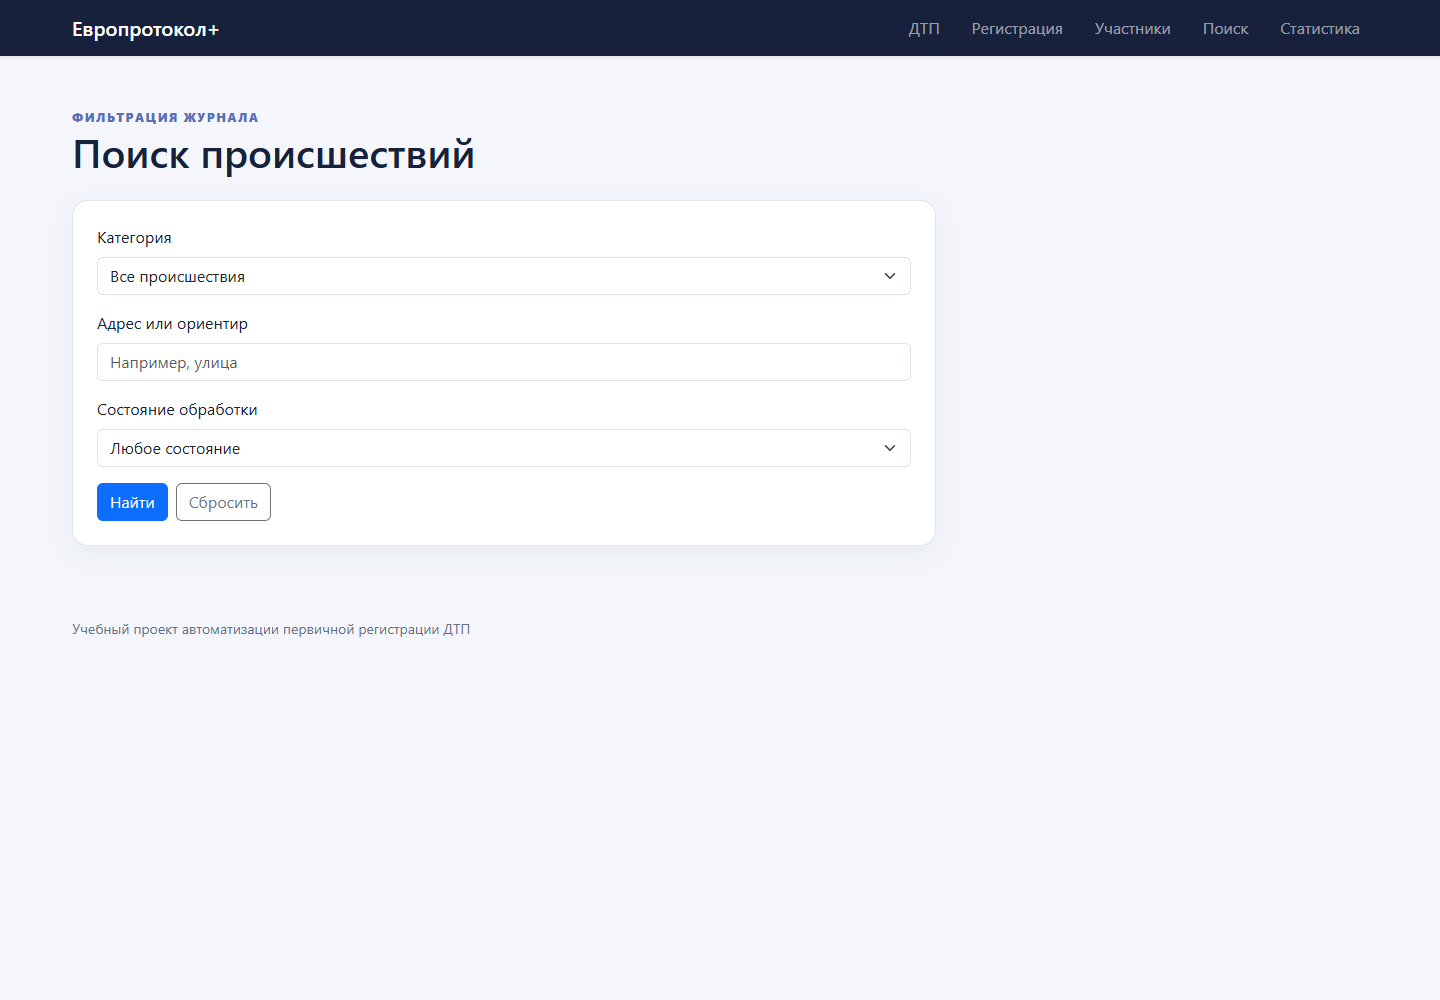 Европротокол+
ДТП Регистрация Участники Поиск Статистика
ФИЛЬТРАЦИЯ ЖУРНАЛА
Поиск происшествий
Категория
Все происшествия
Адрес или ориентир
Например, улица
Состояние обработки
Любое состояние
Найти Сбросить
Учебный проект автоматизации первичной регистрации ДТП